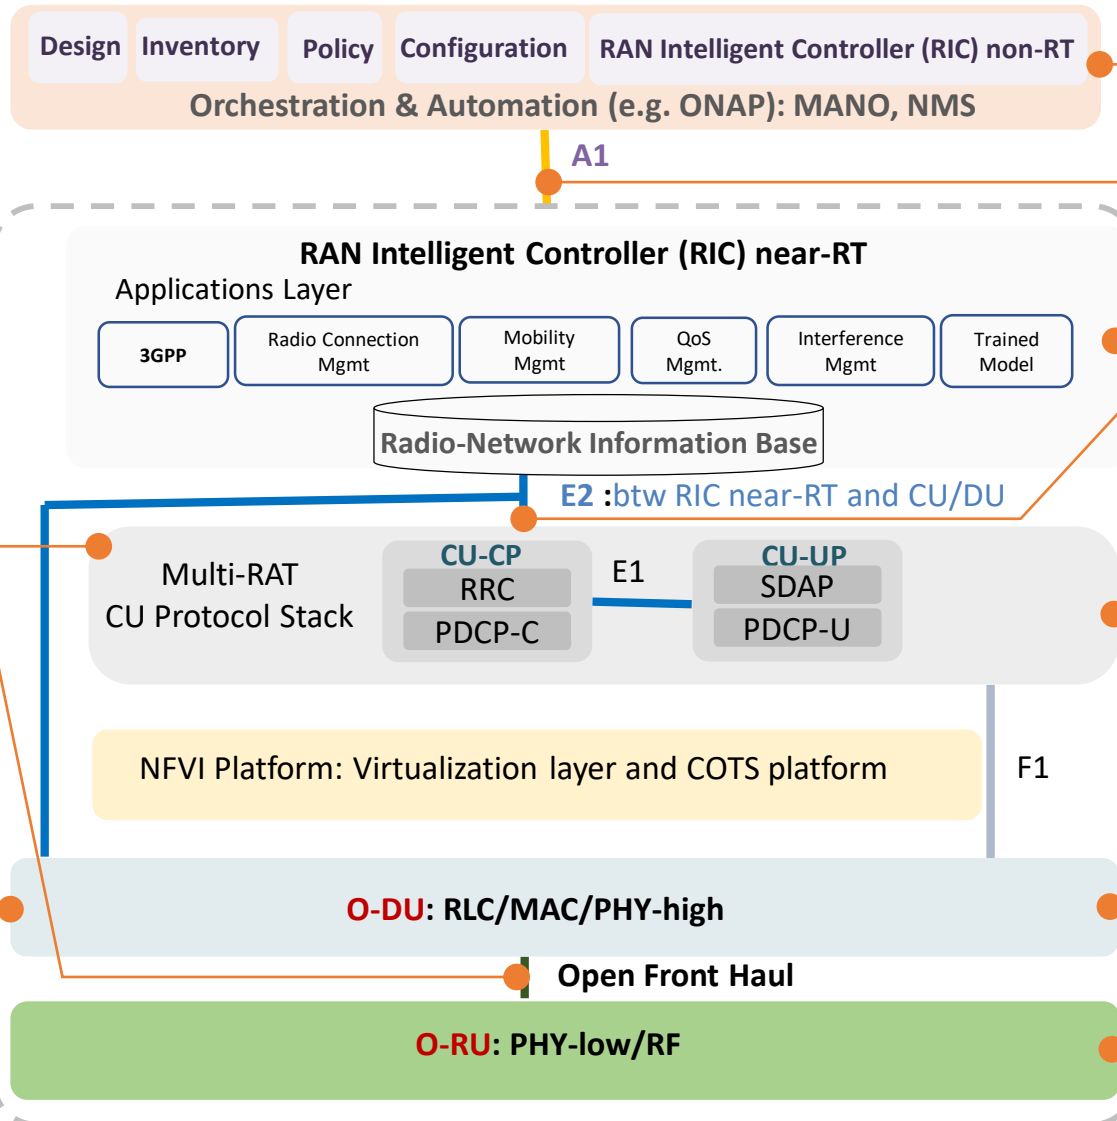 Design
Inventory
Policy
Configuration
RAN Intelligent Controller (RIC) non-RT
Orchestration & Automation (e.g. ONAP): MANO, NMS
A1
RAN Intelligent Controller (RIC) near-RT
Applications Layer
3GPP
Radio Connection
Mgmt
Mobility
Mgmt
QoS
Mgmt.
Interference
Mgmt
Trained
Model
Radio-Network Information Base
E2 :btw RIC near-RT and CU/DU
Multi-RAT
CU Protocol Stack
CU-CP
RRC
PDCP-C
E1
CU-UP
SDAP
PDCP-U
NFVI Platform: Virtualization layer and COTS platform
F1
O-DU: RLC/MAC/PHY-high
Open Front Haul
O-RU: PHY-low/RF